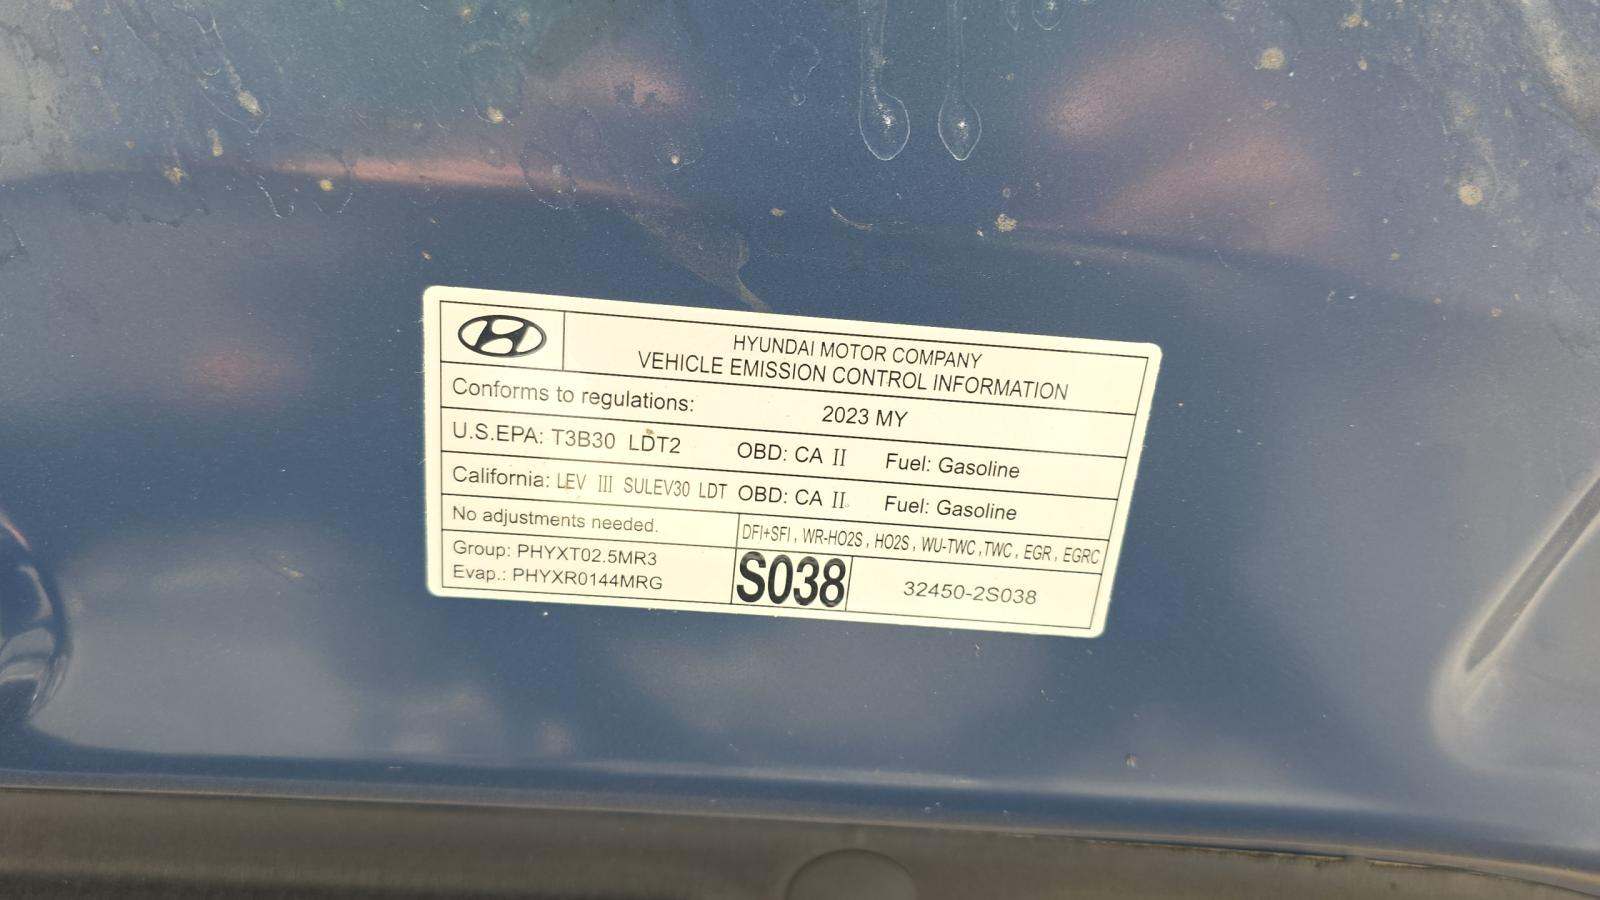 HYUNDAI MOTOR COMPANY
VEHICLE EMISSION CONTROL INFORMATION
Conforms to regulations: 2023 MY
U.S.EPA: T3B30 LDT2 OBD: CA II Fuel: Gasoline
California: LEV III SULEV30 LDT OBD: CA II Fuel: Gasoline
No adjustments needed. DFI+SFI, WR-HO2S, HO2S, WU-TWC, TWC, EGR, EGRC
Group: PHYXT02.5MR3
Evap.: PHYXR0144MRG
S038 32450-2S038